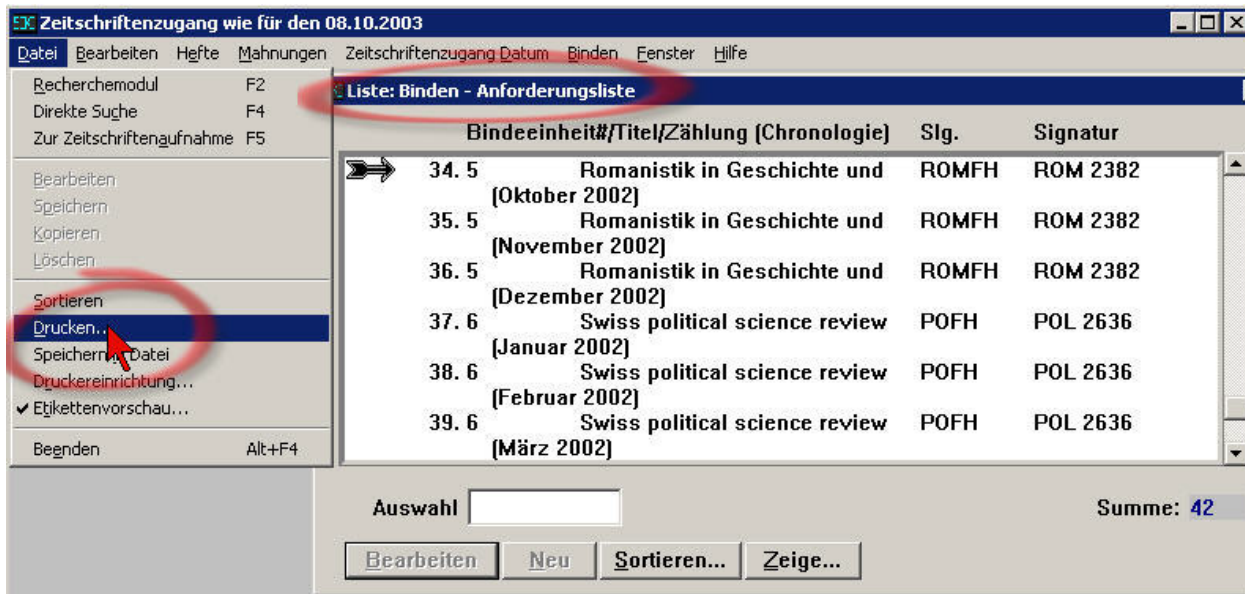 Zeitschriftenzugang wie für den 08.10.2003
Datei Bearbeiten Hefte Mahnungen Zeitschriftenzugang Datum Binden Fenster Hilfe
Recherchemodul F2
Direkte Suche F4
Zur Zeitschriftenaufnahme F5
Bearbeiten
Speichern
Kopieren
Löschen
Sortieren
Drucken...
Speichern Datei
Druckereinrichtung...
Etikettenvorschau...
Beenden Alt+F4
Liste: Binden - Anforderungsliste
Bindeeinheit#/Titel/Zählung (Chronologie) Slg. Signatur
34. 5 Romanistik in Geschichte und ROMFH ROM 2382
(Oktober 2002)
35. 5 Romanistik in Geschichte und ROMFH ROM 2382
(November 2002)
36. 5 Romanistik in Geschichte und ROMFH ROM 2382
(Dezember 2002)
37. 6 Swiss political science review POFH POL 2636
(Januar 2002)
38. 6 Swiss political science review POFH POL 2636
(Februar 2002)
39. 6 Swiss political science review POFH POL 2636
(März 2002)
Auswahl Summe: 42
Bearbeiten Neu Sortieren... Zeige...